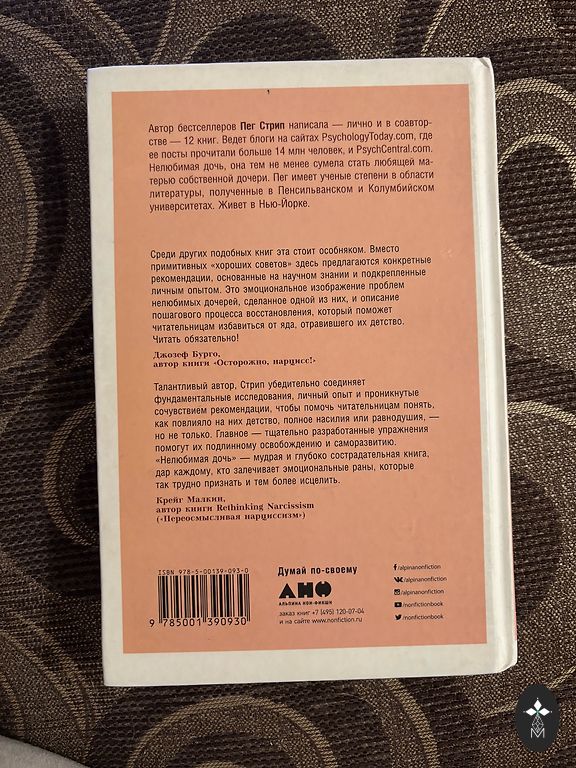 Автор бестселлеров Пег Стрип написала — лично и в соавтор-
стве — 12 книг. Ведет блоги на сайтах PsychologyToday.com, где
ее посты прочитали больше 14 млн человек, и PsychCentral.com.
Нелюбимая дочь, она тем не менее сумела стать любящей ма-
терью собственной дочери. Пег имеет ученые степени в области
литературы, полученные в Пенсильванском и Колумбийском
университетах. Живет в Нью-Йорке.
Среди других подобных книг эта стоит особняком. Вместо
примитивных «хороших советов» здесь предлагаются конкретные
рекомендации, основанные на научном знании и подкрепленные
личным опытом. Это эмоциональное изображение проблем
нелюбимых дочерей, сделанное одной из них, и описание
пошагового процесса восстановления, который поможет
читательницам избавиться от яда, отравившего их детство.
Читать обязательно!
Джозеф Бурго,
автор книги «Осторожно, нарцисс!»
Талантливый автор, Стрип убедительно соединяет
фундаментальные исследования, личный опыт и проникнутые
сочувствием рекомендации, чтобы помочь читательницам понять,
как повлияло на них детство, полное насилия или равнодушия, —
но не только. Главное — тщательно разработанные упражнения
помогут их подлинному освобождению и саморазвитию.
«Нелюбимая дочь» — мудрая и глубоко сострадательная книга,
дар каждому, кто залечивает эмоциональные раны, которые
так трудно признать и тем более исцелить.
Крейг Малкин,
автор книги Rethinking Narcissism
(«Переосмысливая нарциссизм»)
ISBN 978-5-00139-093-0
9 785001 390930
Думай по-своему
АНФ
АЛЬПИНА НОН-ФИКШН
заказ книг +7 (495) 120-07-04
и на сайте www.nonfiction.ru
/alpinanonfiction
/alpinanonfiction
/alpinanonfiction
/nonfictionbook
/nonfictionbook
M